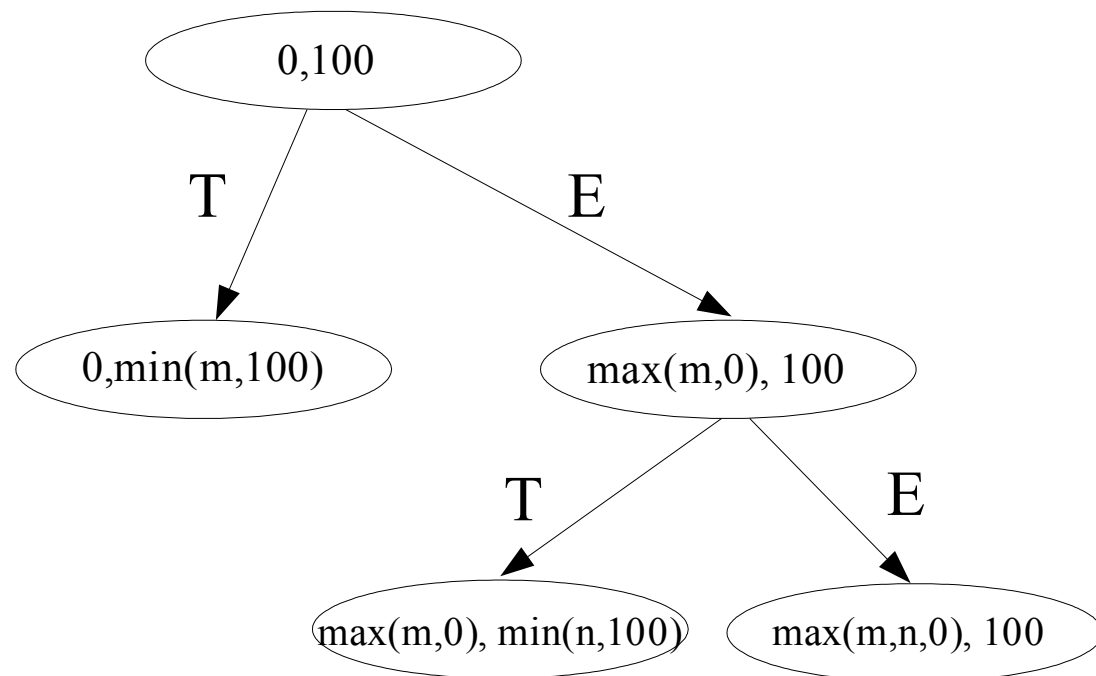 0,100
T
E
0,min(m,100)
max(m,0), 100
T
E
max(m,0), min(n,100)
max(m,n,0), 100